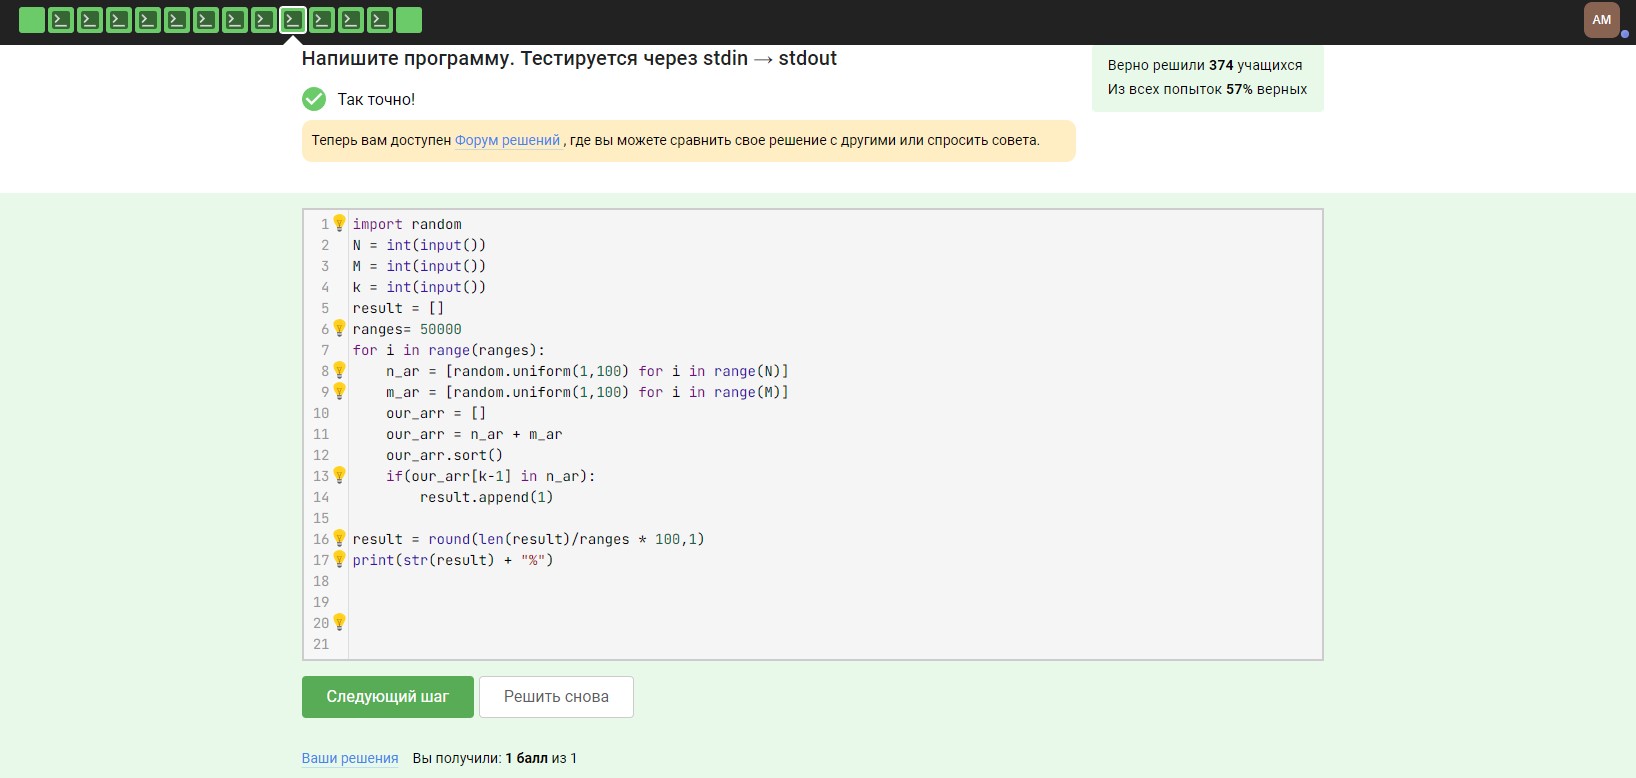 AM
Напишите программу. Тестируется через stdin → stdout
Верно решили 374 учащихся
Из всех попыток 57% верных
Так точно!
Теперь вам доступен Форум решений , где вы можете сравнить свое решение с другими или спросить совета.
1 import random
2 N = int(input())
3 M = int(input())
4 k = int(input())
5 result = []
6 ranges= 50000
7 for i in range(ranges):
8     n_ar = [random.uniform(1,100) for i in range(N)]
9     m_ar = [random.uniform(1,100) for i in range(M)]
10     our_arr = []
11     our_arr = n_ar + m_ar
12     our_arr.sort()
13     if(our_arr[k-1] in n_ar):
14         result.append(1)
15
16 result = round(len(result)/ranges * 100,1)
17 print(str(result) + "%")
18
19
20
21
Следующий шаг
Решить снова
Ваши решения Вы получили: 1 балл из 1